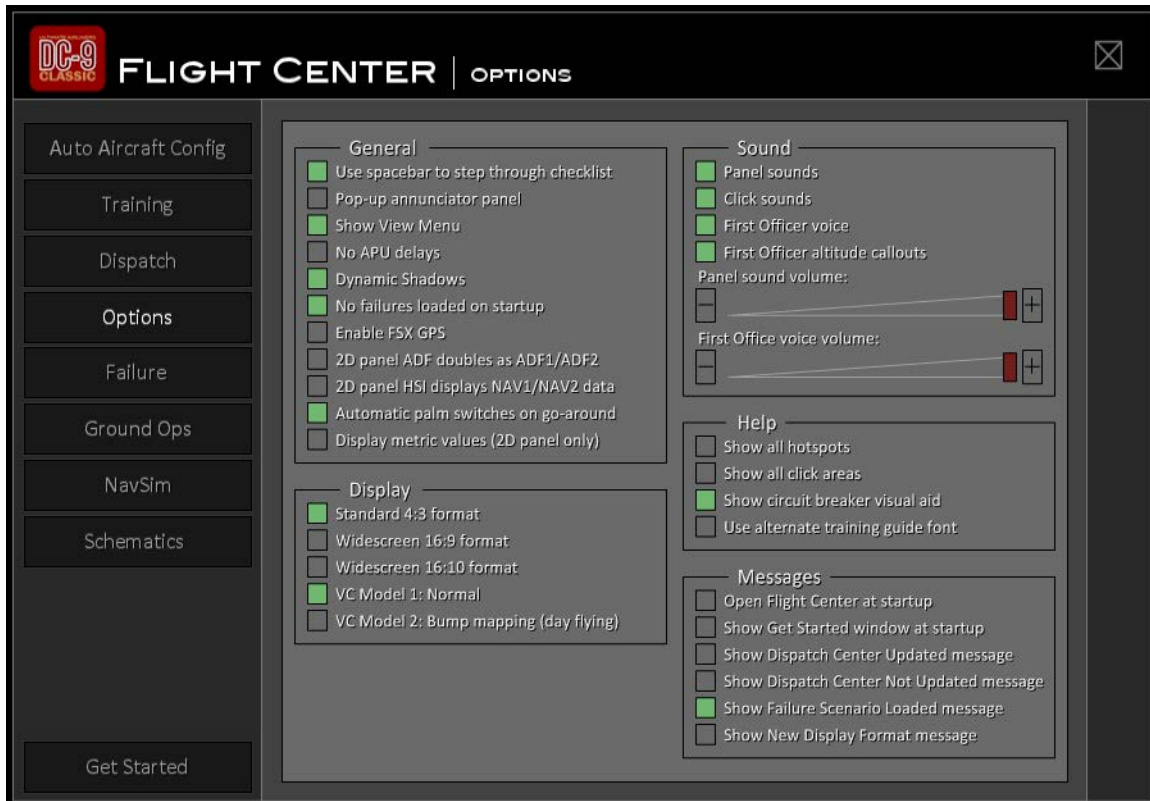 ULTIMATE AIRLINERS
DC-9
CLASSIC
FLIGHT CENTER | OPTIONS
Auto Aircraft Config
Training
Dispatch
Options
Failure
Ground Ops
NavSim
Schematics
Get Started
General
Use spacebar to step through checklist
Pop-up annunciator panel
Show View Menu
No APU delays
Dynamic Shadows
No failures loaded on startup
Enable FSX GPS
2D panel ADF doubles as ADF1/ADF2
2D panel HSI displays NAV1/NAV2 data
Automatic palm switches on go-around
Display metric values (2D panel only)
Display
Standard 4:3 format
Widescreen 16:9 format
Widescreen 16:10 format
VC Model 1: Normal
VC Model 2: Bump mapping (day flying)
Sound
Panel sounds
Click sounds
First Officer voice
First Officer altitude callouts
Panel sound volume:
First Office voice volume:
Help
Show all hotspots
Show all click areas
Show circuit breaker visual aid
Use alternate training guide font
Messages
Open Flight Center at startup
Show Get Started window at startup
Show Dispatch Center Updated message
Show Dispatch Center Not Updated message
Show Failure Scenario Loaded message
Show New Display Format message